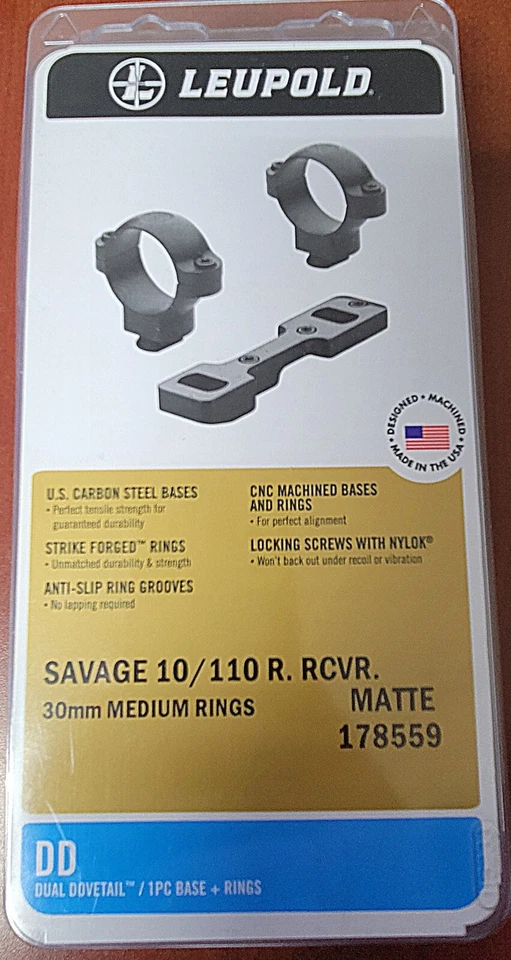 LEUPOLD®
DESIGNED • MACHINED •
MADE IN THE USA •
U.S. CARBON STEEL BASES
• Perfect tensile strength for
guaranteed durability
STRIKE FORGED™ RINGS
• Unmatched durability & strength
ANTI-SLIP RING GROOVES
• No lapping required
CNC MACHINED BASES
AND RINGS
• For perfect alignment
LOCKING SCREWS WITH NYLOK®
• Won't back out under recoil or vibration
SAVAGE 10/110 R. RCVR.
30mm MEDIUM RINGS MATTE
178559
DD
DUAL DOVETAIL™ / 1PC BASE + RINGS